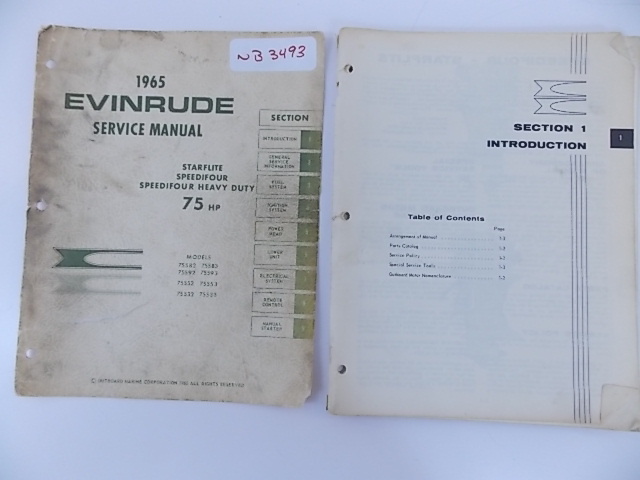 NB 3493
1965
EVINRUDE
SERVICE MANUAL
STARFLITE
SPEEDIFOUR
SPEEDIFOUR HEAVY DUTY
75 HP
MODELS
SECTION
INTRODUCTION
GENERAL
SERVICE
INFORMATION
FUEL
SYSTEM
IGNITION
SYSTEM
POWER
HEAD
LOWER
UNIT
ELECTRICAL
SYSTEM
REMOTE
CONTROL
MANUAL
STARTER
SECTION 1
INTRODUCTION
1
Table of Contents
Page
Arrangement of Manual 1-3
Parts Catalog
Service Policy
Special Service Tools
Outboard Motor Nomenclature